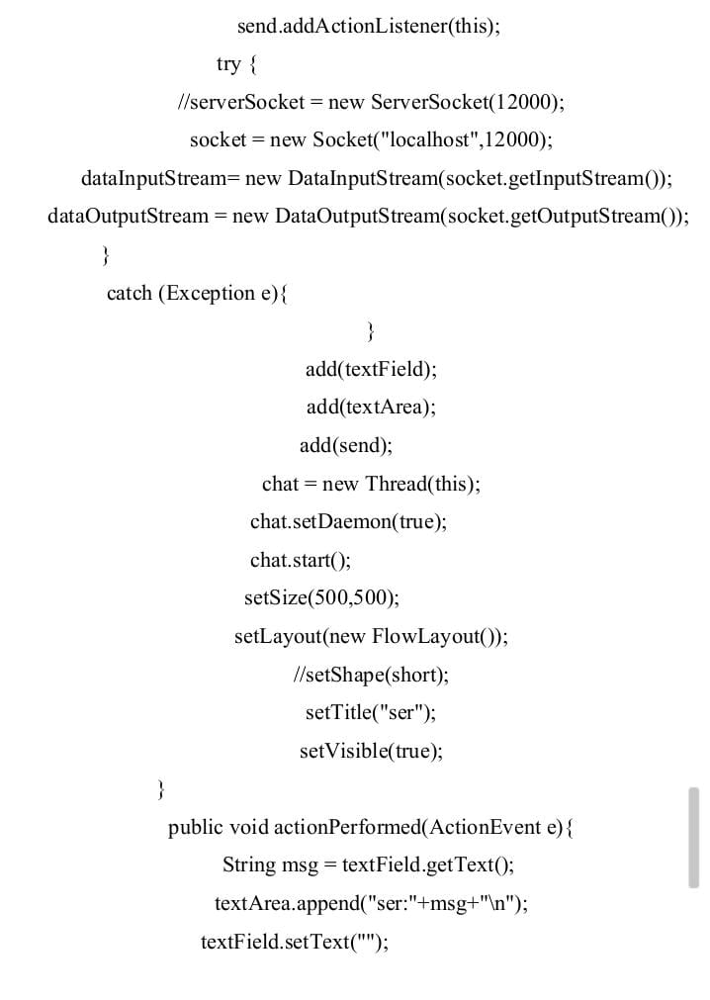 send.addActionListener(this);
try {
//serverSocket = new ServerSocket(12000);
socket = new Socket("localhost",12000);
dataInputStream= new DataInputStream(socket.getInputStream());
dataOutputStream = new DataOutputStream(socket.getOutputStream());
}
catch (Exception e){
}
add(textField);
add(textArea);
add(send);
chat = new Thread(this);
chat.setDaemon(true);
chat.start();
setSize(500,500);
setLayout(new FlowLayout());
//setShape(short);
setTitle("ser");
setVisible(true);
}
public void actionPerformed(ActionEvent e){
String msg = textField.getText();
textArea.append("ser:"+msg+"\n");
textField.setText("");